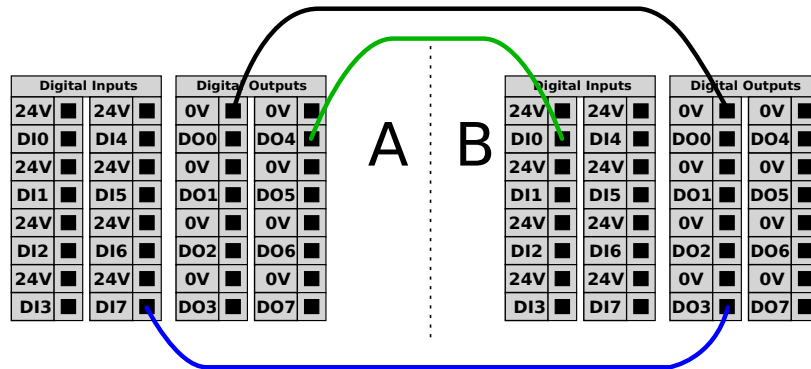 Digital Inputs Digital Outputs Digital Inputs Digital Outputs
24V 24V 0V 0V 24V 24V 0V 0V
DI0 DI4 DO0 DO4 A B DI0 DI4 DO0 DO4
24V 24V 0V 0V 24V 24V 0V 0V
DI1 DI5 DO1 DO5 DI1 DI5 DO1 DO5
24V 24V 0V 0V 24V 24V 0V 0V
DI2 DI6 DO2 DO6 DI2 DI6 DO2 DO6
24V 24V 0V 0V 24V 24V 0V 0V
DI3 DI7 DO3 DO7 DI3 DI7 DO3 DO7